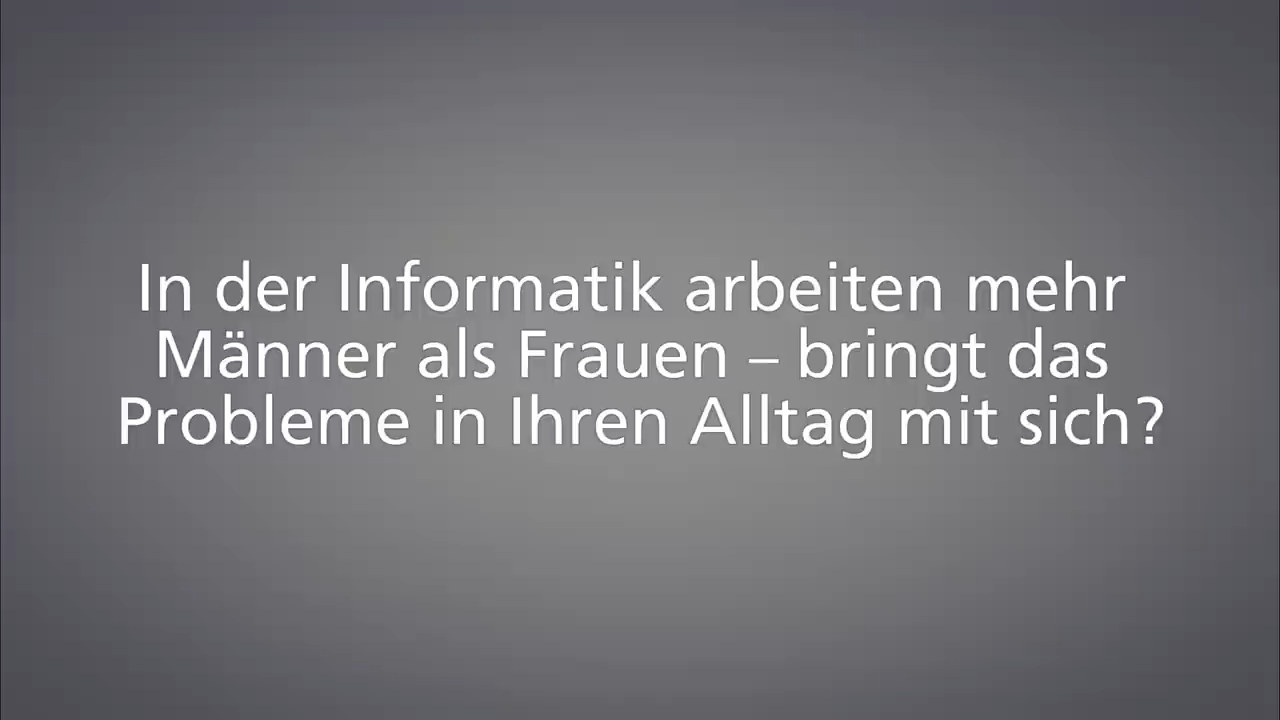 In der Informatik arbeiten mehr
Männer als Frauen – bringt das
Probleme in Ihren Alltag mit sich?